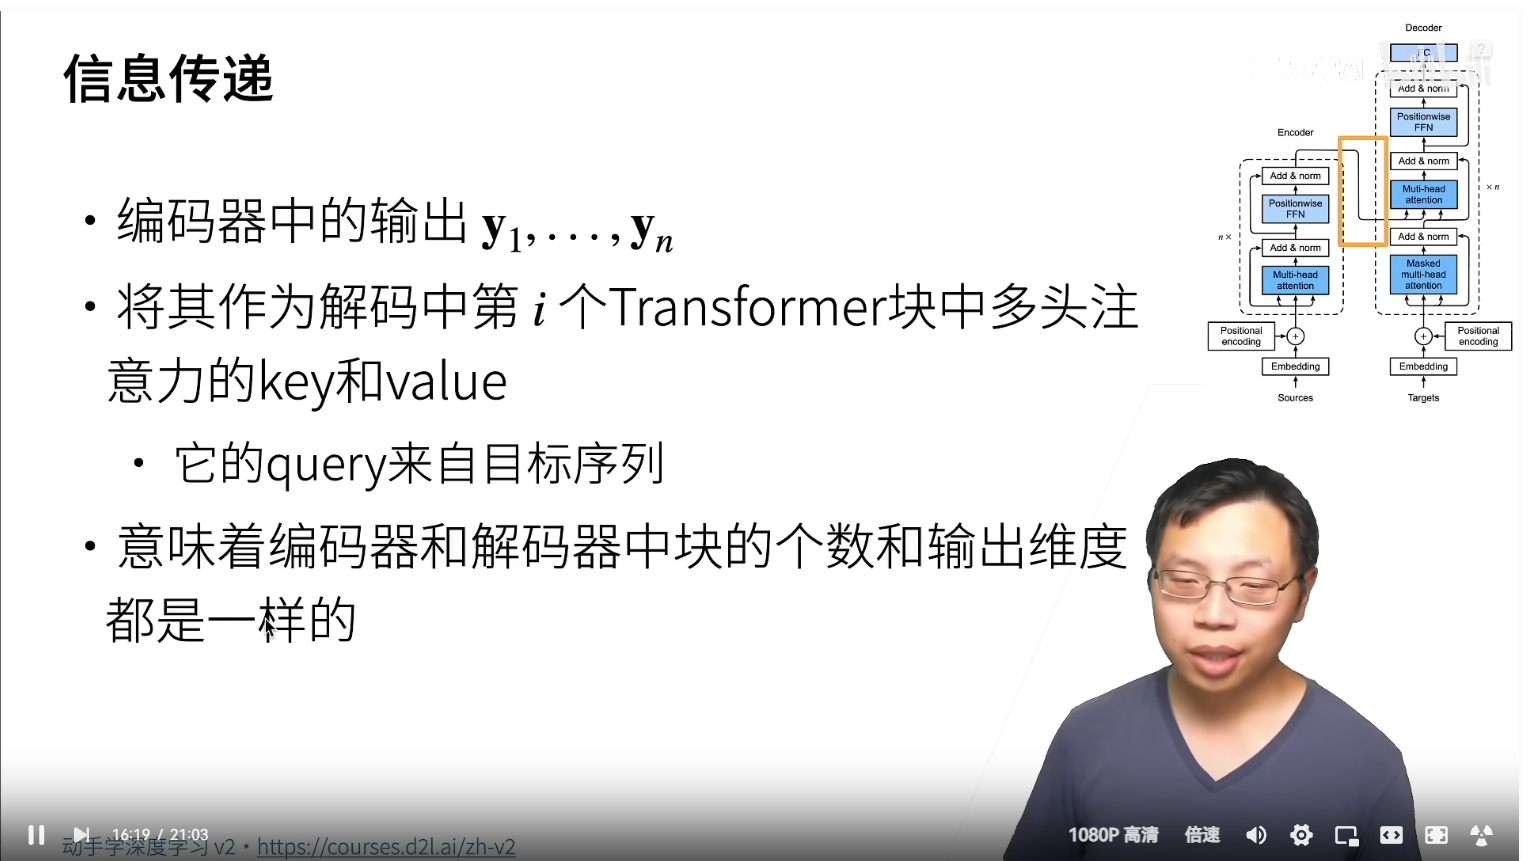 信息传递
• 编码器中的输出 y1, . . . , yn
• 将其作为解码中第 i 个Transformer块中多头注
意力的key和value
• 它的query来自目标序列
• 意味着编码器和解码器中块的个数和输出维度
都是一样的
Decoder
FC
Add & norm
Positionwise
FFN
Add & norm
Muti-head
attention
× n
Add & norm
Masked
multi-head
attention
Positional
encoding
+
Embedding
Targets
Encoder
Add & norm
Positionwise
FFN
n ×
Add & norm
Multi-head
attention
Positional
encoding
+
Embedding
Sources
16:19 / 21:03
1080P 高清
倍速
动手学深度学习 v2 • https://courses.d2l.ai/zh-v2